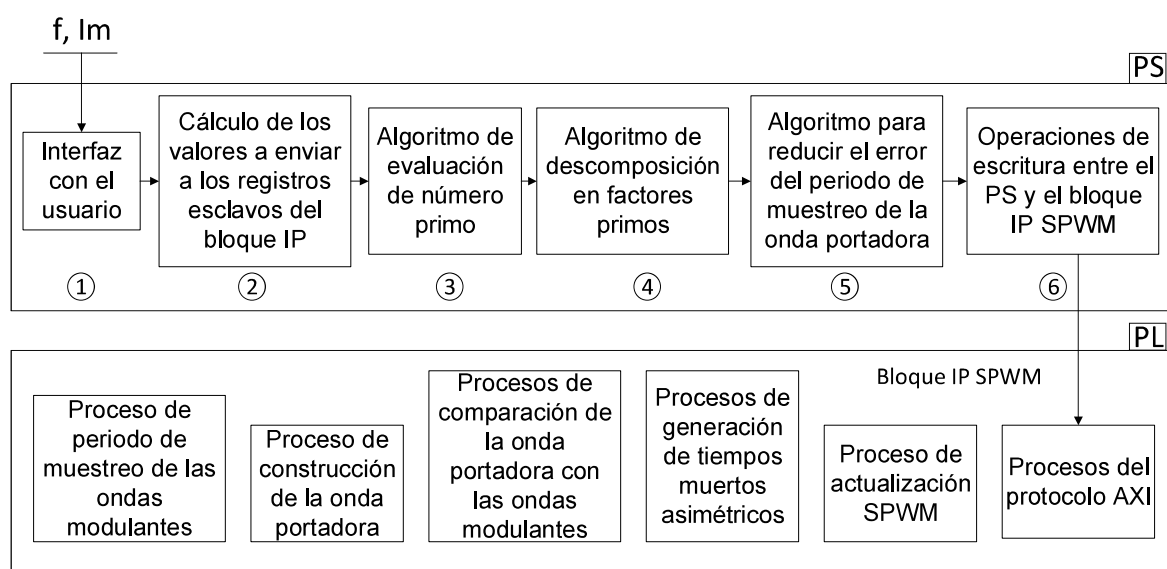 f, Im
PS
Interfaz
con el
usuario
Cálculo de los
valores a enviar
a los registros
esclavos del
bloque IP
Algoritmo de
evaluación
de número
primo
Algoritmo de
descomposición
en factores
primos
Algoritmo para
reducir el error
del periodo de
muestreo de la
onda portadora
Operaciones de
escritura entre el
PS y el bloque
IP SPWM
1
2
3
4
5
6
PL
Bloque IP SPWM
Proceso de
periodo de
muestreo de las
ondas
modulantes
Proceso de
construcción
de la onda
portadora
Procesos de
comparación de
la onda
portadora con
las ondas
modulantes
Procesos de
generación
de tiempos
muertos
asimétricos
Proceso de
actualización
SPWM
Procesos del
protocolo AXI